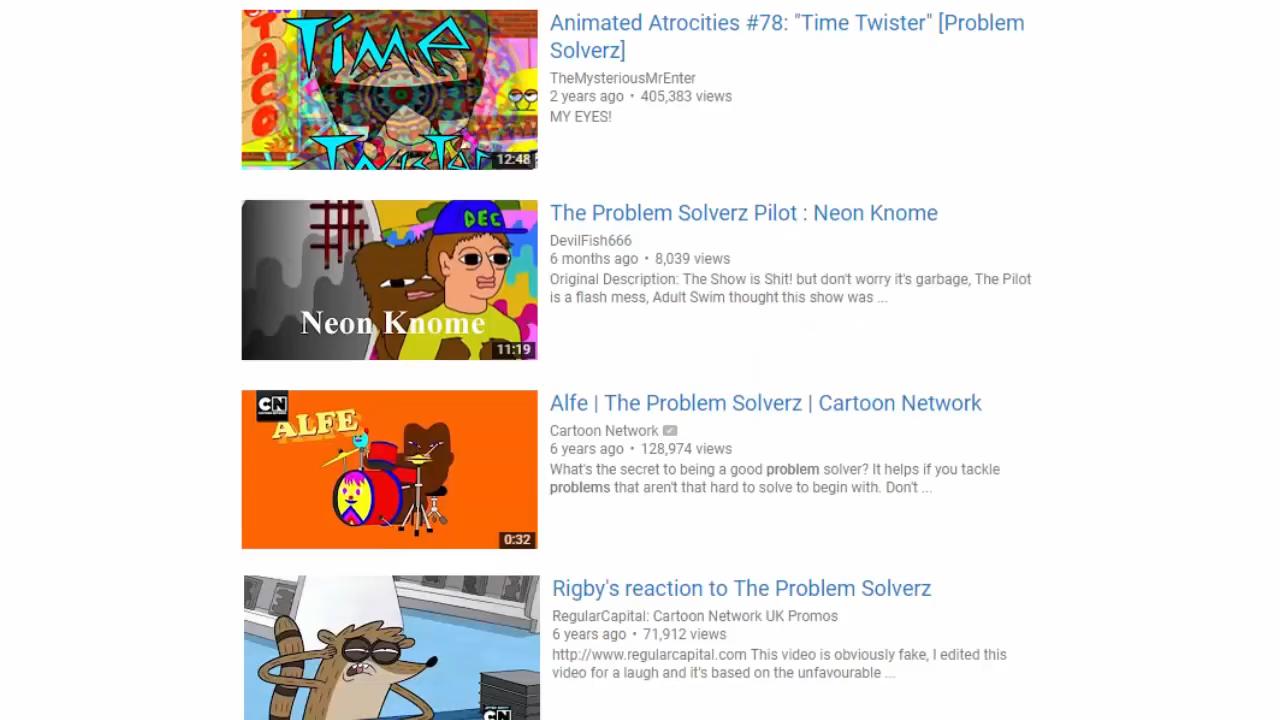 TACO
TIME
TWISTER
12:48
Animated Atrocities #78: "Time Twister" [Problem
Solverz]
TheMysteriousMrEnter
2 years ago • 405,383 views
MY EYES!
DEC
Neon Knome
11:19
The Problem Solverz Pilot : Neon Knome
DevilFish666
6 months ago • 8,039 views
Original Description: The Show is Shit! but don't worry it's garbage, The Pilot
is a flash mess, Adult Swim thought this show was ...
CN
ALFE
0:32
Alfe | The Problem Solverz | Cartoon Network
Cartoon Network
6 years ago • 128,974 views
What's the secret to being a good problem solver? It helps if you tackle
problems that aren't that hard to solve to begin with. Don't ...
CN
Rigby's reaction to The Problem Solverz
RegularCapital: Cartoon Network UK Promos
6 years ago • 71,912 views
http://www.regularcapital.com This video is obviously fake, I edited this
video for a laugh and it's based on the unfavourable ...